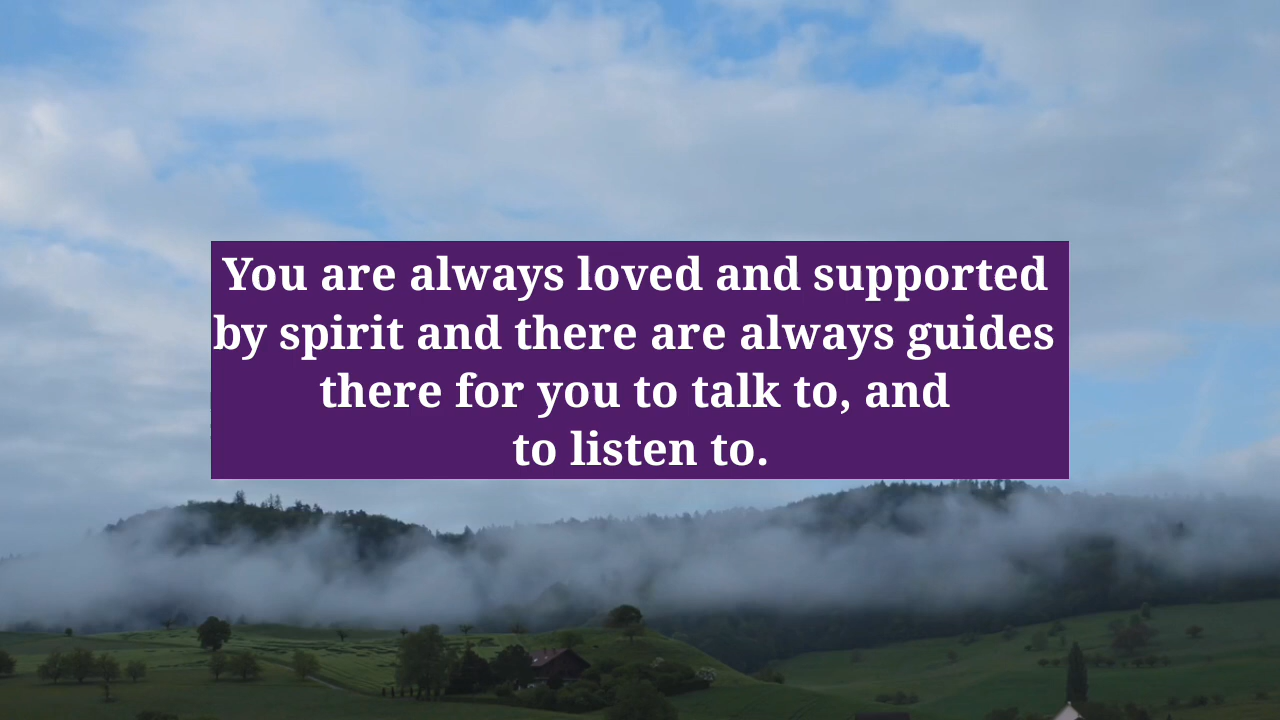 You are always loved and supported
by spirit and there are always guides
there for you to talk to, and
to listen to.